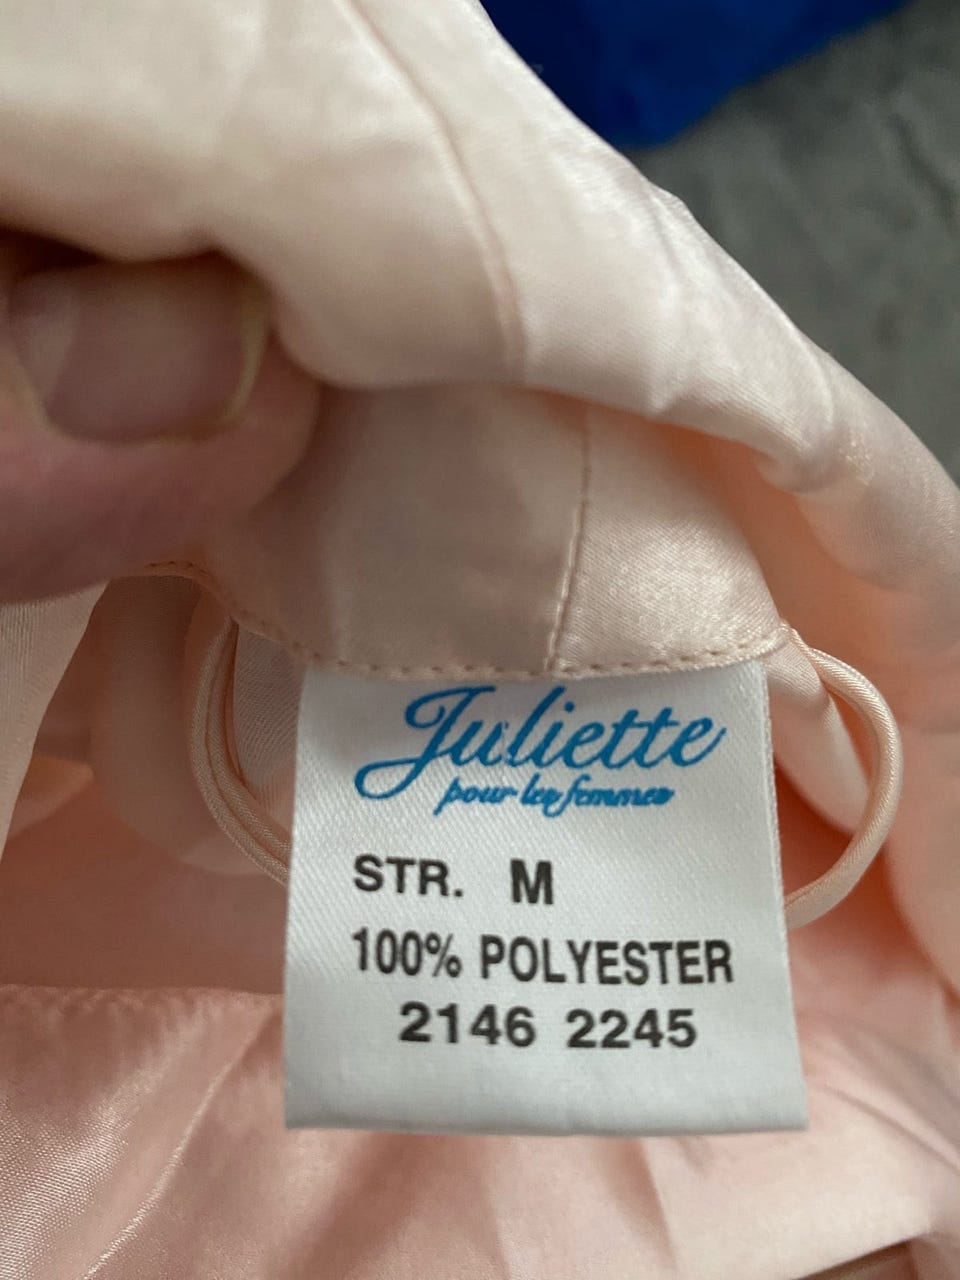 Juliette
pour les femmes
STR. M
100% POLYESTER
2146 2245